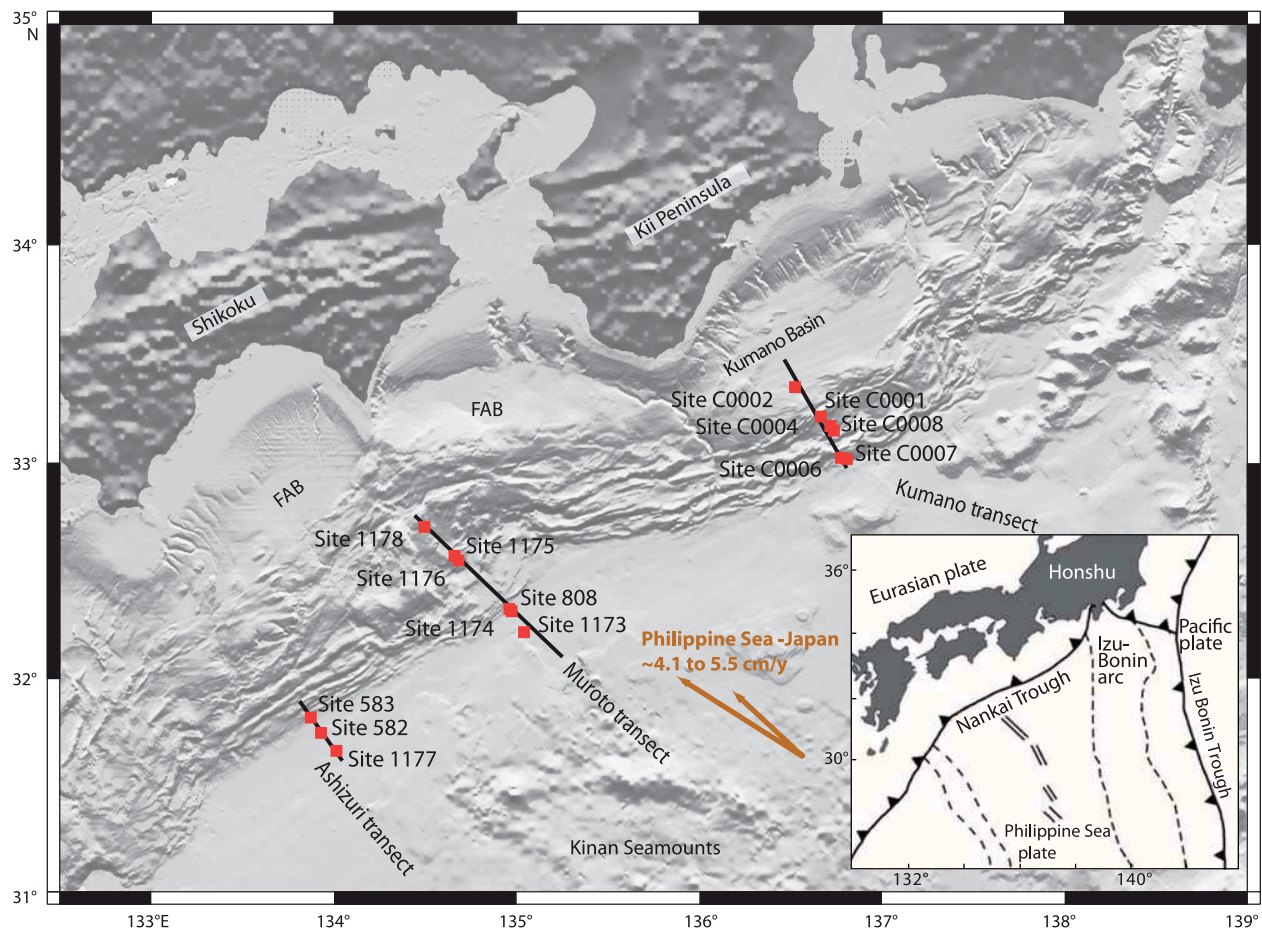 35°
N
34°
33°
32°
31°
133°E
134°
135°
136°
137°
138°
139°
Shikoku
Kii Peninsula
Kumano Basin
FAB
FAB
Site C0002
Site C0001
Site C0004
Site C0008
Site C0007
Site C0006
Kumano transect
Site 1178
Site 1175
Site 1176
Site 808
Site 1174
Site 1173
Muroto transect
Philippine Sea -Japan
~4.1 to 5.5 cm/y
Site 583
Site 582
Site 1177
Ashizuri transect
Kinan Seamounts
36°
30°
132°
140°
Eurasian plate
Honshu
Pacific
plate
Izu-
Bonin
arc
Nankai Trough
Izu Bonin Trough
Philippine Sea
plate